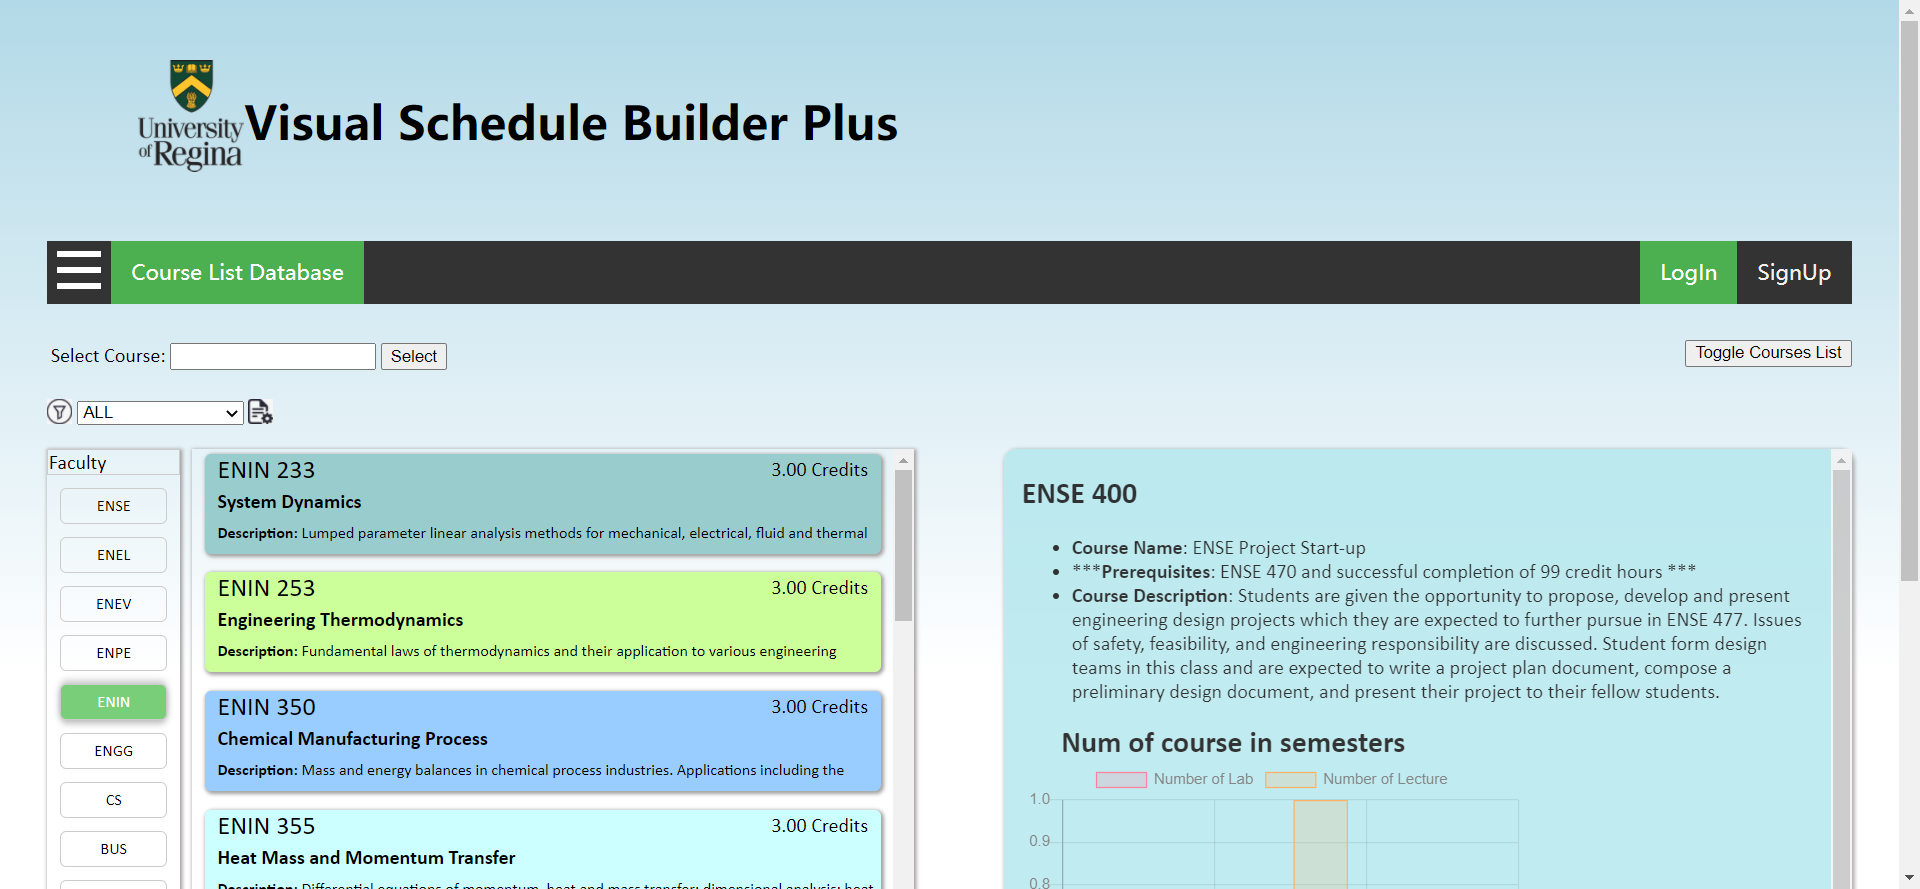 University
of Regina
Visual Schedule Builder Plus
Course List Database
LogIn
SignUp
Select Course:
Select
Toggle Courses List
ALL
Faculty
ENSE
ENEL
ENEV
ENPE
ENIN
ENGG
CS
BUS
ENIN 233
3.00 Credits
System Dynamics
Description: Lumped parameter linear analysis methods for mechanical, electrical, fluid and thermal
ENIN 253
3.00 Credits
Engineering Thermodynamics
Description: Fundamental laws of thermodynamics and their application to various engineering
ENIN 350
3.00 Credits
Chemical Manufacturing Process
Description: Mass and energy balances in chemical process industries. Applications including the
ENIN 355
3.00 Credits
Heat Mass and Momentum Transfer
Description: Differential equations of momentum, heat and mass transfer; dimensional analysis; heat
ENSE 400
• Course Name: ENSE Project Start-up
• ***Prerequisites: ENSE 470 and successful completion of 99 credit hours ***
• Course Description: Students are given the opportunity to propose, develop and present
engineering design projects which they are expected to further pursue in ENSE 477. Issues
of safety, feasibility, and engineering responsibility are discussed. Student form design
teams in this class and are expected to write a project plan document, compose a
preliminary design document, and present their project to their fellow students.
Num of course in semesters
Number of Lab
Number of Lecture
1.0
0.9
0.8